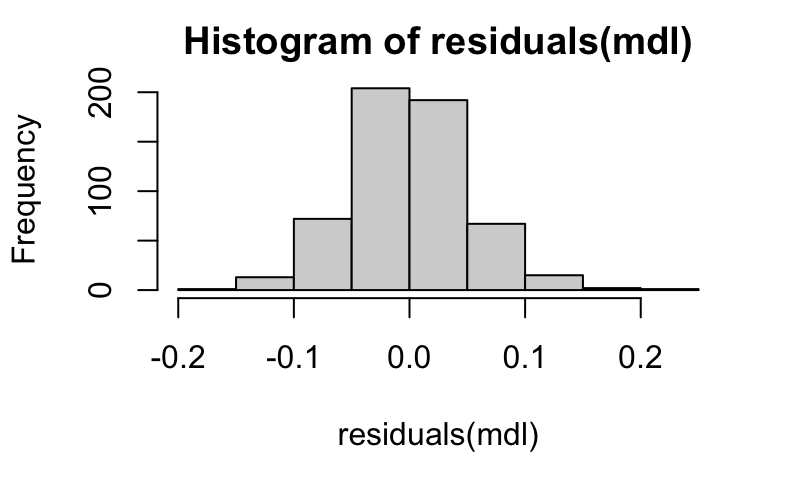 Histogram of residuals(mdl)
Frequency
200
100
0
-0.2 -0.1 0.0 0.1 0.2
residuals(mdl)